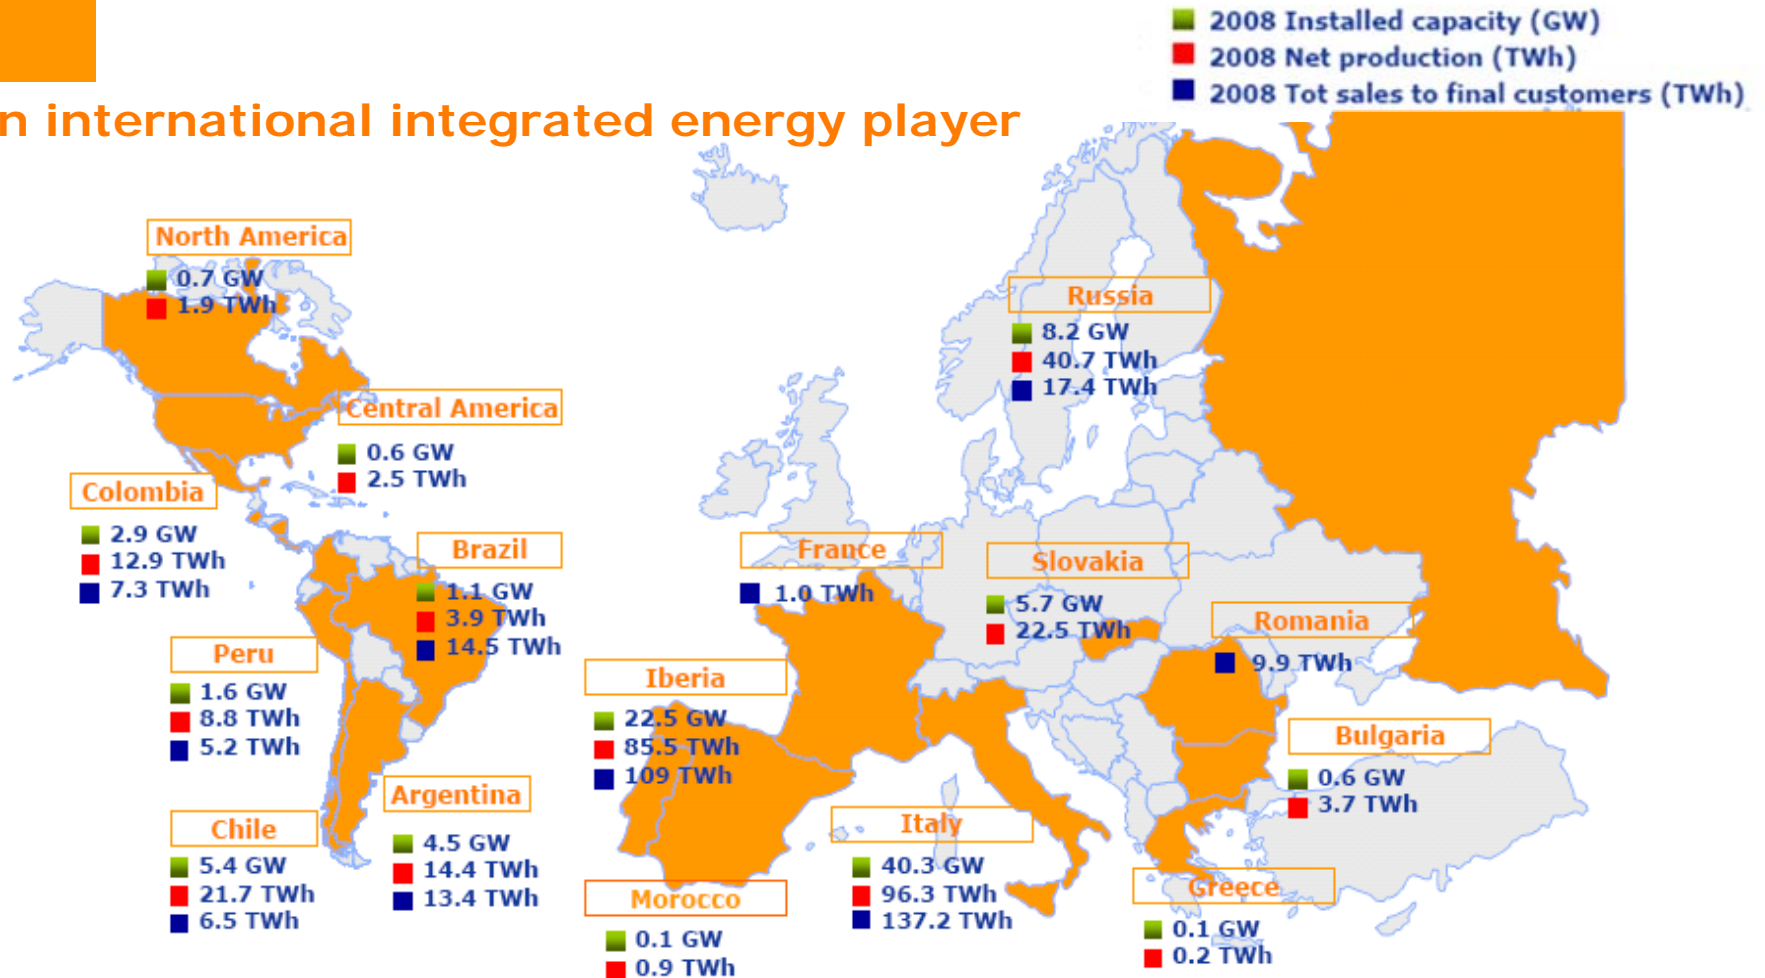 2008 Installed capacity (GW)
2008 Net production (TWh)
2008 Tot sales to final customers (TWh)
n international integrated energy player
North America
0.7 GW
1.9 TWh
Russia
8.2 GW
40.7 TWh
17.4 TWh
Central America
0.6 GW
2.5 TWh
Colombia
2.9 GW
12.9 TWh
7.3 TWh
Brazil
1.1 GW
3.9 TWh
14.5 TWh
France
1.0 TWh
Slovakia
5.7 GW
22.5 TWh
Romania
9.9 TWh
Peru
1.6 GW
8.8 TWh
5.2 TWh
Iberia
22.5 GW
85.5 TWh
109 TWh
Bulgaria
0.6 GW
3.7 TWh
Argentina
4.5 GW
14.4 TWh
13.4 TWh
Chile
5.4 GW
21.7 TWh
6.5 TWh
Italy
40.3 GW
96.3 TWh
137.2 TWh
Morocco
0.1 GW
0.9 TWh
Greece
0.1 GW
0.2 TWh